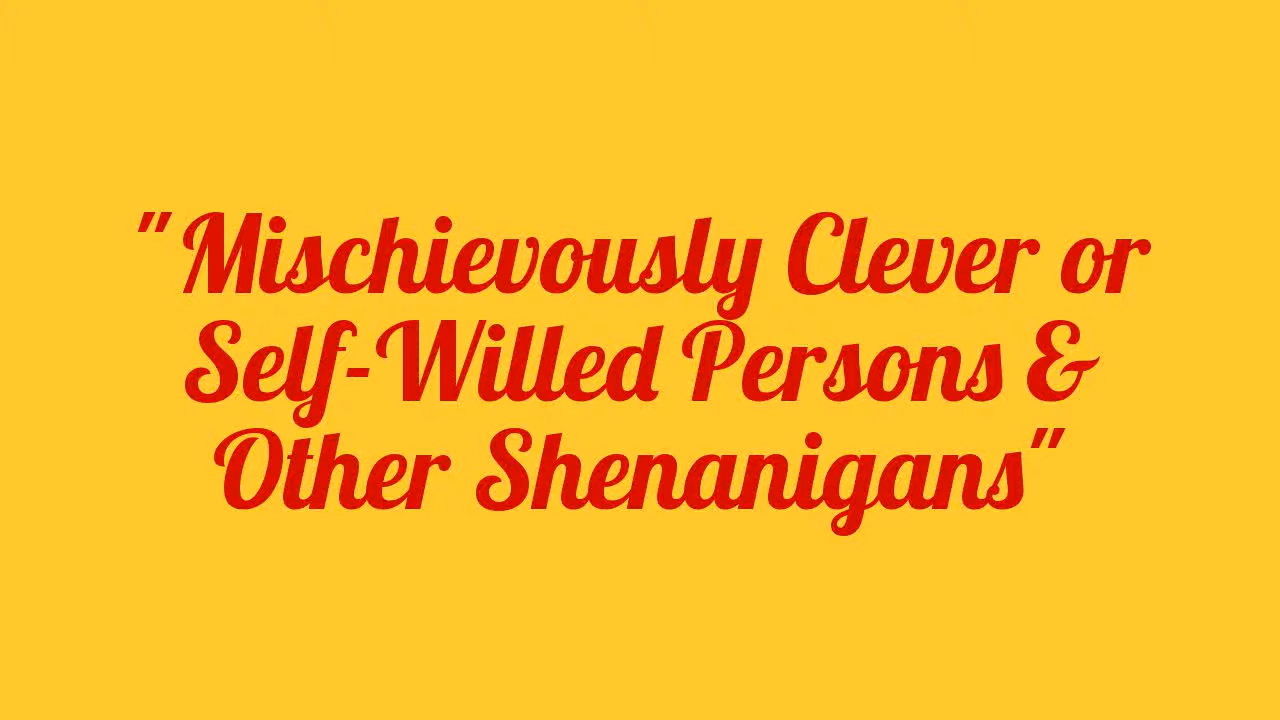 "Mischievously Clever or
Self-Willed Persons &
Other Shenanigans"